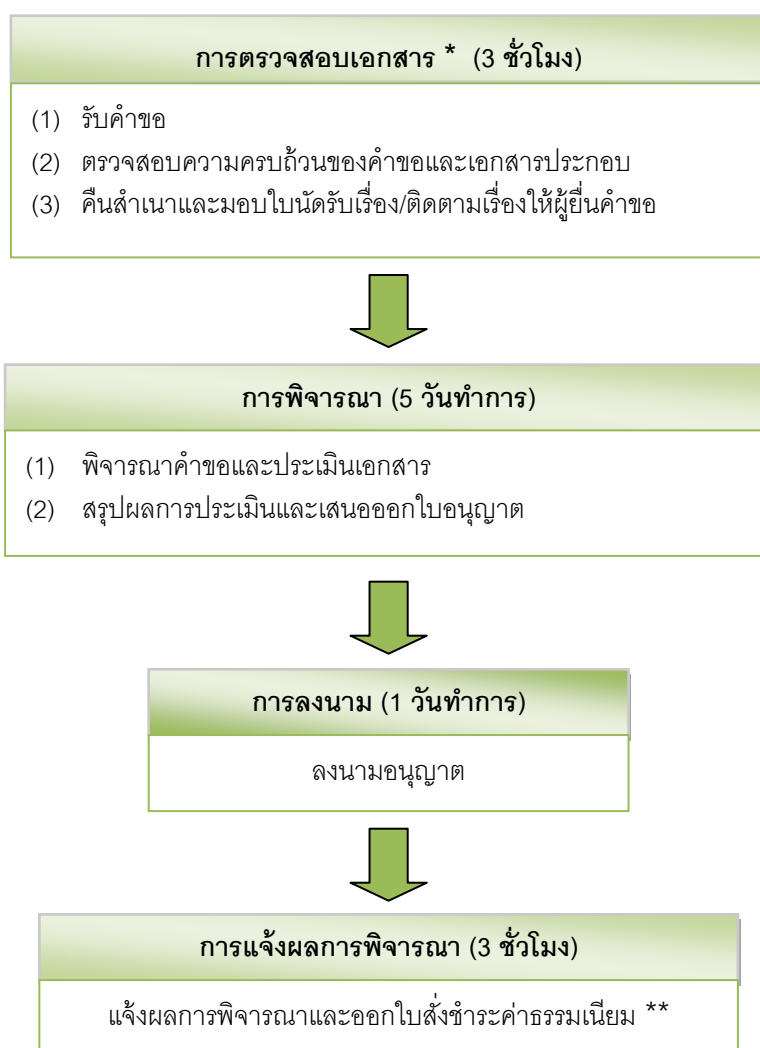 การตรวจสอบเอกสาร * (3 ชั่วโมง)
(1) รับคำขอ
(2) ตรวจสอบความครบถ้วนของคำขอและเอกสารประกอบ
(3) คืนสำเนาและมอบใบนัดรับเรื่อง/ติดตามเรื่องให้ผู้ยื่นคำขอ
การพิจารณา (5 วันทำการ)
(1) พิจารณาคำขอและประเมินเอกสาร
(2) สรุปผลการประเมินและเสนอออกใบอนุญาต
การลงนาม (1 วันทำการ)
ลงนามอนุญาต
การแจ้งผลการพิจารณา (3 ชั่วโมง)
แจ้งผลการพิจารณาและออกใบสั่งชำระค่าธรรมเนียม **